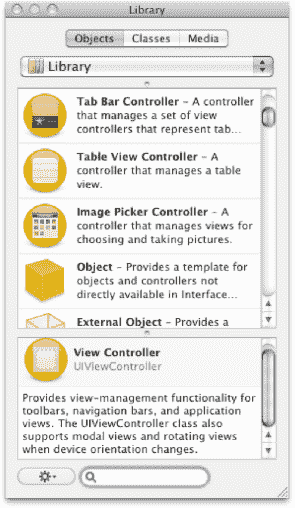 Library
Objects Classes Media
Library
Tab Bar Controller – A controller
that manages a set of view
controllers that represent tab...
Table View Controller – A
controller that manages a table
view.
Image Picker Controller – A
controller that manages views for
choosing and taking pictures.
Object – Provides a template for
objects and controllers not
directly available in Interface...
External Object – Provides a
View Controller
UIViewController
Provides view-management functionality for
toolbars, navigation bars, and application
views. The UIViewController class also
supports modal views and rotating views
when device orientation changes.